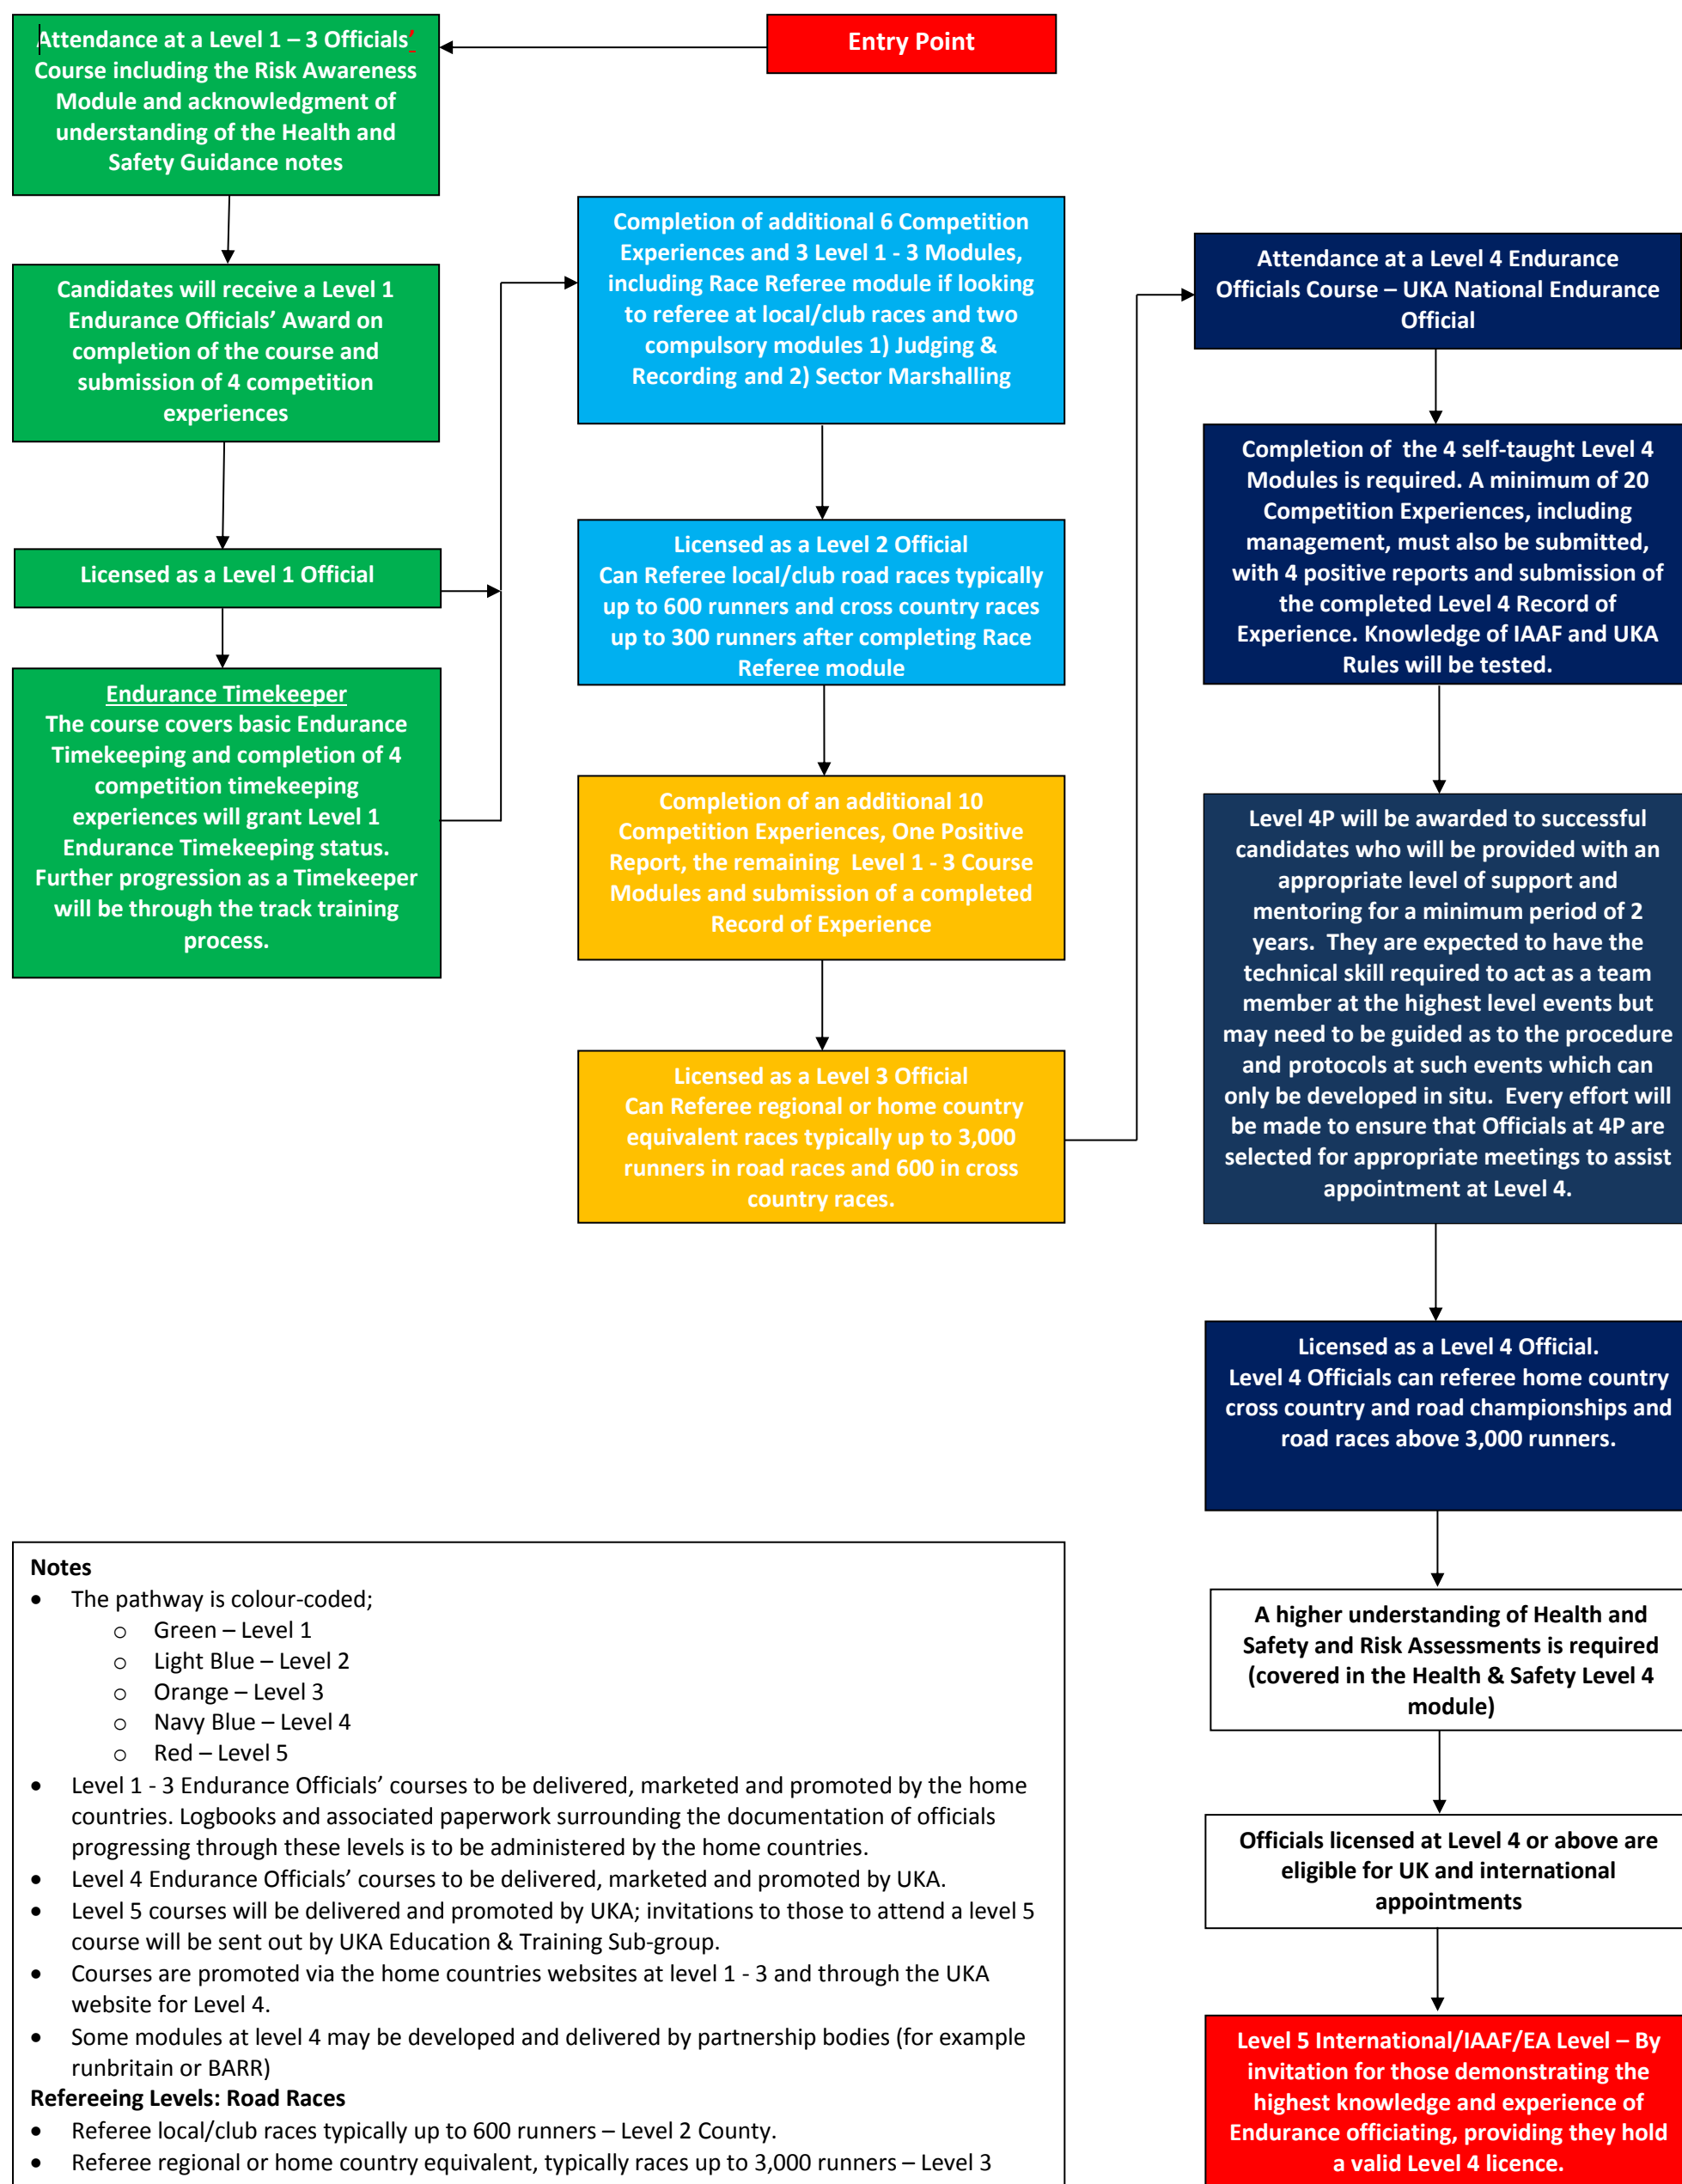 Entry Point
Attendance at a Level 1 – 3 Officials’
Course including the Risk Awareness
Module and acknowledgment of
understanding of the Health and
Safety Guidance notes
Candidates will receive a Level 1
Endurance Officials’ Award on
completion of the course and
submission of 4 competition
experiences
Licensed as a Level 1 Official
Endurance Timekeeper
The course covers basic Endurance
Timekeeping and completion of 4
competition timekeeping
experiences will grant Level 1
Endurance Timekeeping status.
Further progression as a Timekeeper
will be through the track training
process.
Completion of additional 6 Competition
Experiences and 3 Level 1 - 3 Modules,
including Race Referee module if looking
to referee at local/club races and two
compulsory modules 1) Judging &
Recording and 2) Sector Marshalling
Licensed as a Level 2 Official
Can Referee local/club road races typically
up to 600 runners and cross country races
up to 300 runners after completing Race
Referee module
Completion of an additional 10
Competition Experiences, One Positive
Report, the remaining Level 1 - 3 Course
Modules and submission of a completed
Record of Experience
Licensed as a Level 3 Official
Can Referee regional or home country
equivalent races typically up to 3,000
runners in road races and 600 in cross
country races.
Attendance at a Level 4 Endurance
Officials Course – UKA National Endurance
Official
Completion of the 4 self-taught Level 4
Modules is required. A minimum of 20
Competition Experiences, including
management, must also be submitted,
with 4 positive reports and submission of
the completed Level 4 Record of
Experience. Knowledge of IAAF and UKA
Rules will be tested.
Level 4P will be awarded to successful
candidates who will be provided with an
appropriate level of support and
mentoring for a minimum period of 2
years. They are expected to have the
technical skill required to act as a team
member at the highest level events but
may need to be guided as to the procedure
and protocols at such events which can
only be developed in situ. Every effort will
be made to ensure that Officials at 4P are
selected for appropriate meetings to assist
appointment at Level 4.
Licensed as a Level 4 Official.
Level 4 Officials can referee home country
cross country and road championships and
road races above 3,000 runners.
A higher understanding of Health and
Safety and Risk Assessments is required
(covered in the Health & Safety Level 4
module)
Officials licensed at Level 4 or above are
eligible for UK and international
appointments
Level 5 International/IAAF/EA Level – By
invitation for those demonstrating the
highest knowledge and experience of
Endurance officiating, providing they hold
a valid Level 4 licence.
Notes
• The pathway is colour-coded;
o Green – Level 1
o Light Blue – Level 2
o Orange – Level 3
o Navy Blue – Level 4
o Red – Level 5
• Level 1 - 3 Endurance Officials’ courses to be delivered, marketed and promoted by the home
countries. Logbooks and associated paperwork surrounding the documentation of officials
progressing through these levels is to be administered by the home countries.
• Level 4 Endurance Officials’ courses to be delivered, marketed and promoted by UKA.
• Level 5 courses will be delivered and promoted by UKA; invitations to those to attend a level 5
course will be sent out by UKA Education & Training Sub-group.
• Courses are promoted via the home countries websites at level 1 - 3 and through the UKA
website for Level 4.
• Some modules at level 4 may be developed and delivered by partnership bodies (for example
runbritain or BARR)
Refereeing Levels: Road Races
• Referee local/club races typically up to 600 runners – Level 2 County.
• Referee regional or home country equivalent, typically races up to 3,000 runners – Level 3